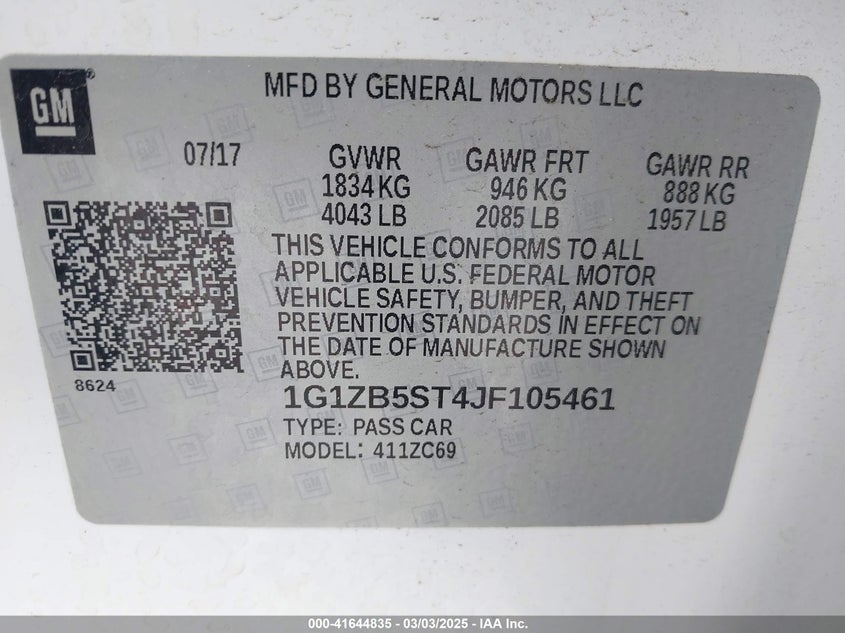 GM
MFD BY GENERAL MOTORS LLC
07/17
GVWR
1834 KG
4043 LB
GAWR FRT
946 KG
2085 LB
GAWR RR
888 KG
1957 LB
THIS VEHICLE CONFORMS TO ALL
APPLICABLE U.S. FEDERAL MOTOR
VEHICLE SAFETY, BUMPER, AND THEFT
PREVENTION STANDARDS IN EFFECT ON
THE DATE OF MANUFACTURE SHOWN
ABOVE.
8624
1G1ZB5ST4JF105461
TYPE: PASS CAR
MODEL: 411ZC69
000-41644835 - 03/03/2025 - IAA Inc.